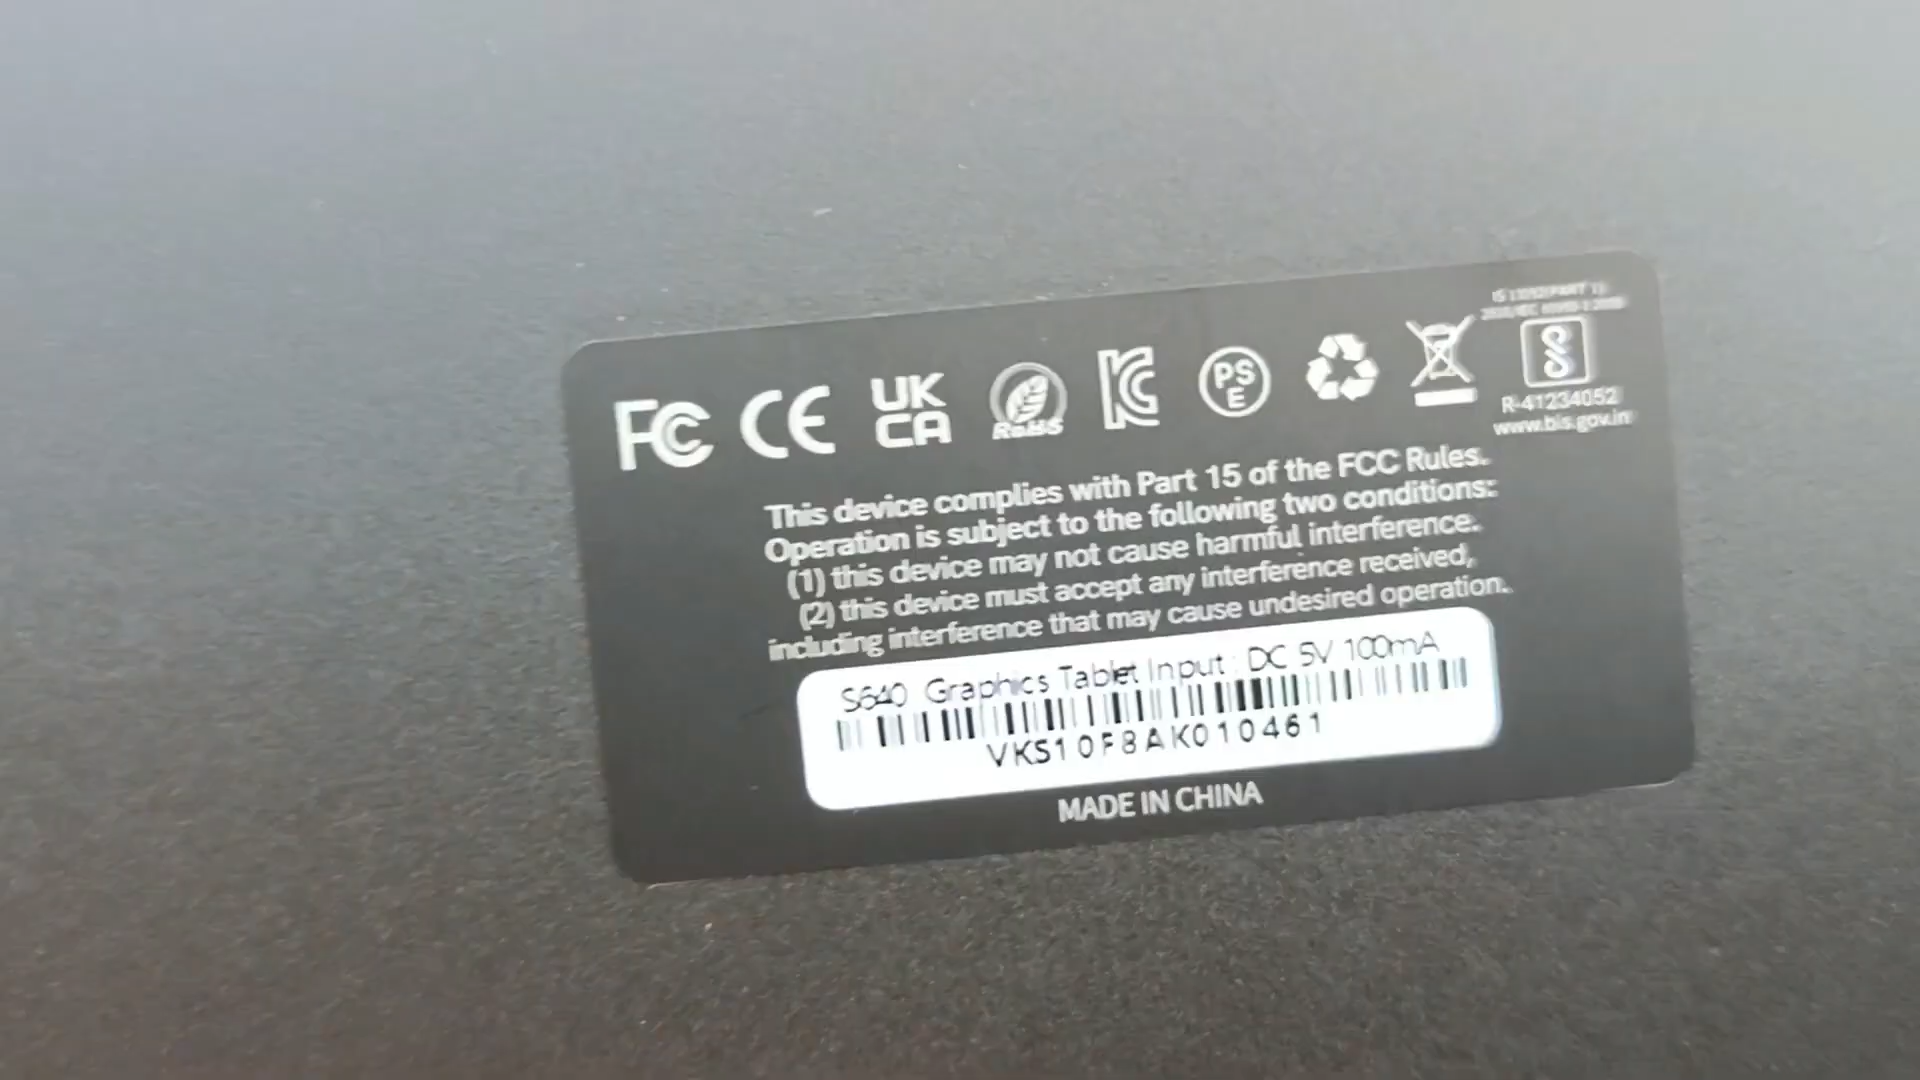 FC CE UK CA RoHS KC PS E
R-41234052
www.bis.gov.in
This device complies with Part 15 of the FCC Rules.
Operation is subject to the following two conditions:
(1) this device may not cause harmful interference.
(2) this device must accept any interference received,
including interference that may cause undesired operation.
S640 Graphics Tablet Input : DC 5V 100mA
VKS10F8AK010461
MADE IN CHINA